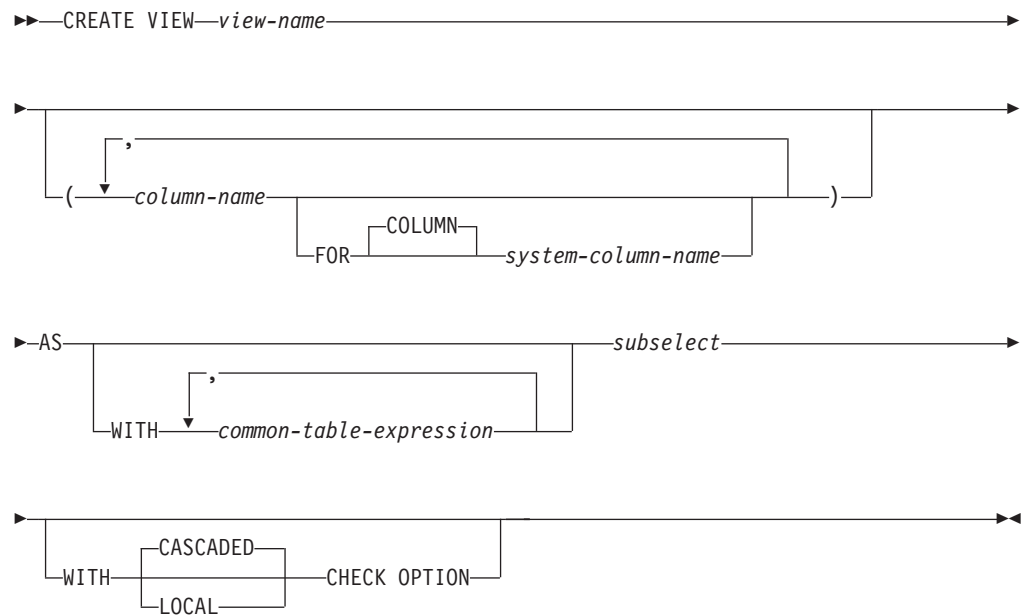 CREATE VIEW view-name
,
( column-name )
COLUMN
FOR system-column-name
AS subselect
,
WITH common-table-expression
CASCADED
WITH CHECK OPTION
LOCAL